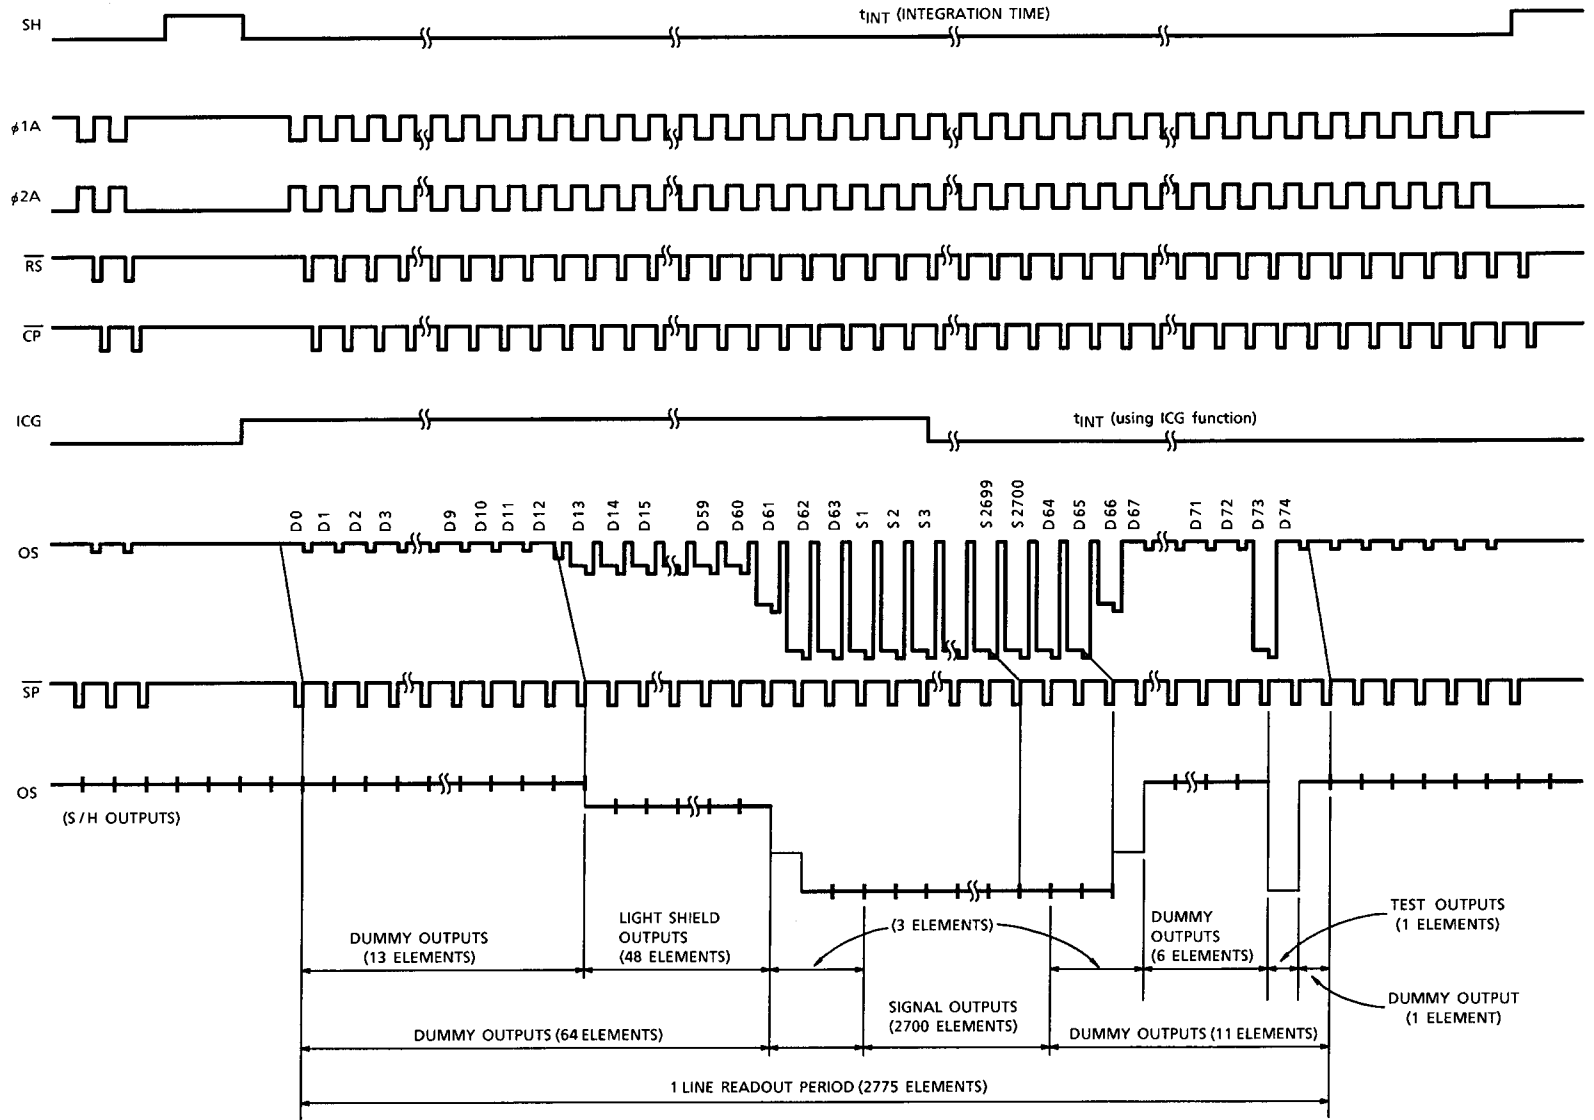 SH
tINT (INTEGRATION TIME)
ϕ1A
ϕ2A
RS
CP
ICG
tINT (using ICG function)
D0 D1 D2 D3 D9 D10 D11 D12 D13 D14 D15 D59 D60 D61 D62 D63 S1 S2 S3 S2699 S2700 D64 D65 D66 D67 D71 D72 D73 D74
OS
SP
OS
(S/H OUTPUTS)
DUMMY OUTPUTS
(13 ELEMENTS)
LIGHT SHIELD
OUTPUTS
(48 ELEMENTS)
(3 ELEMENTS)
DUMMY
OUTPUTS
(6 ELEMENTS)
TEST OUTPUTS
(1 ELEMENTS)
DUMMY OUTPUT
(1 ELEMENT)
DUMMY OUTPUTS (64 ELEMENTS)
SIGNAL OUTPUTS
(2700 ELEMENTS)
DUMMY OUTPUTS (11 ELEMENTS)
1 LINE READOUT PERIOD (2775 ELEMENTS)